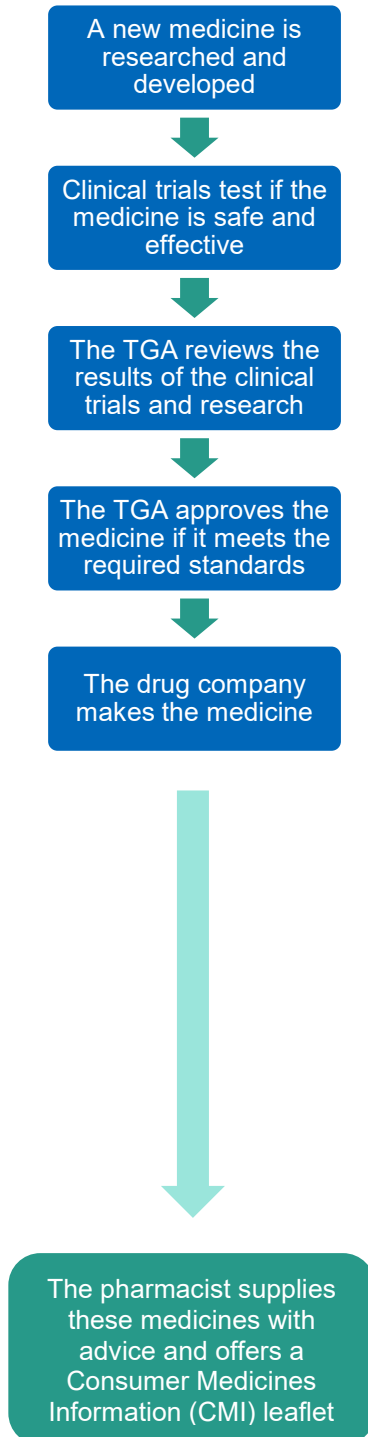 A new medicine is
researched and
developed
Clinical trials test if the
medicine is safe and
effective
The TGA reviews the
results of the clinical
trials and research
The TGA approves the
medicine if it meets the
required standards
The drug company
makes the medicine
The pharmacist supplies
these medicines with
advice and offers a
Consumer Medicines
Information (CMI) leaflet